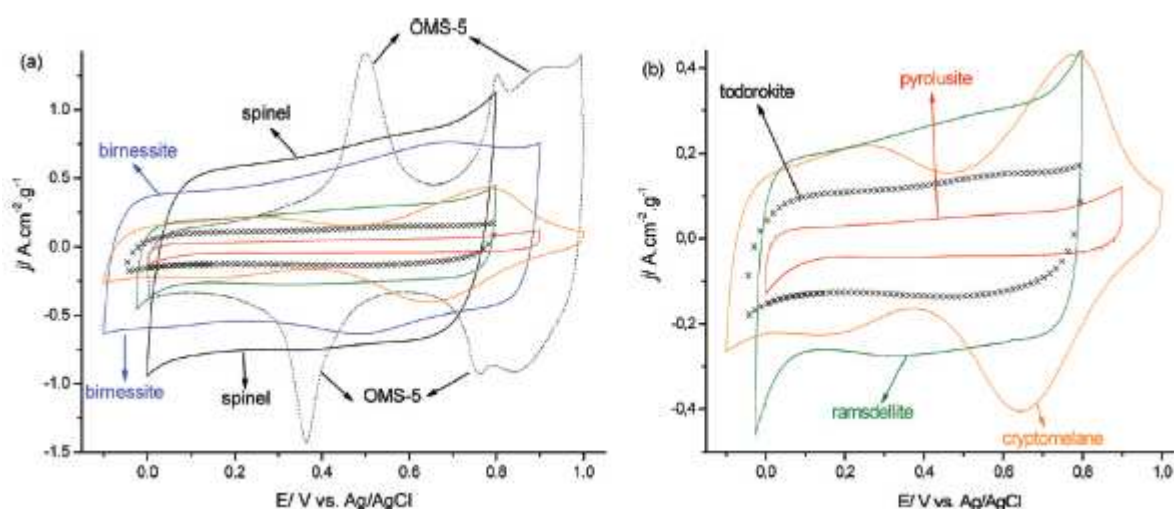 (a)
OMS-5
spinel
birnessite
birnessite
spinel
OMS-5
1.0
0.5
0.0
-0.5
-1.0
-1.5
j/ A.cm-2.g-1
0.0 0.2 0.4 0.6 0.8 1.0
E/ V vs. Ag/AgCl
(b)
todorokite
pyrolusite
ramsdellite
cryptomelane
0,4
0,2
0,0
-0,2
-0,4
j/ A.cm-2.g-1
0,0 0,2 0,4 0,6 0,8 1,0
E/ V vs. Ag/AgCl